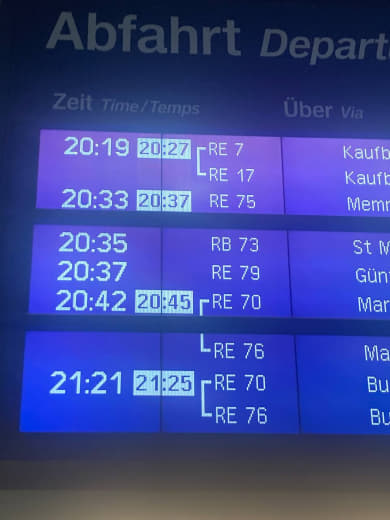 Abfahrt Depart
Zeit Time/Temps Über Via
20:19 20:27 RE 7 Kaufb
RE 17 Kaufb
20:33 20:37 RE 75 Memm
20:35 RB 73 St M
20:37 RE 79 Gün
20:42 20:45 RE 70 Mar
RE 76 Ma
21:21 21:25 RE 70 Bu
RE 76 Bu